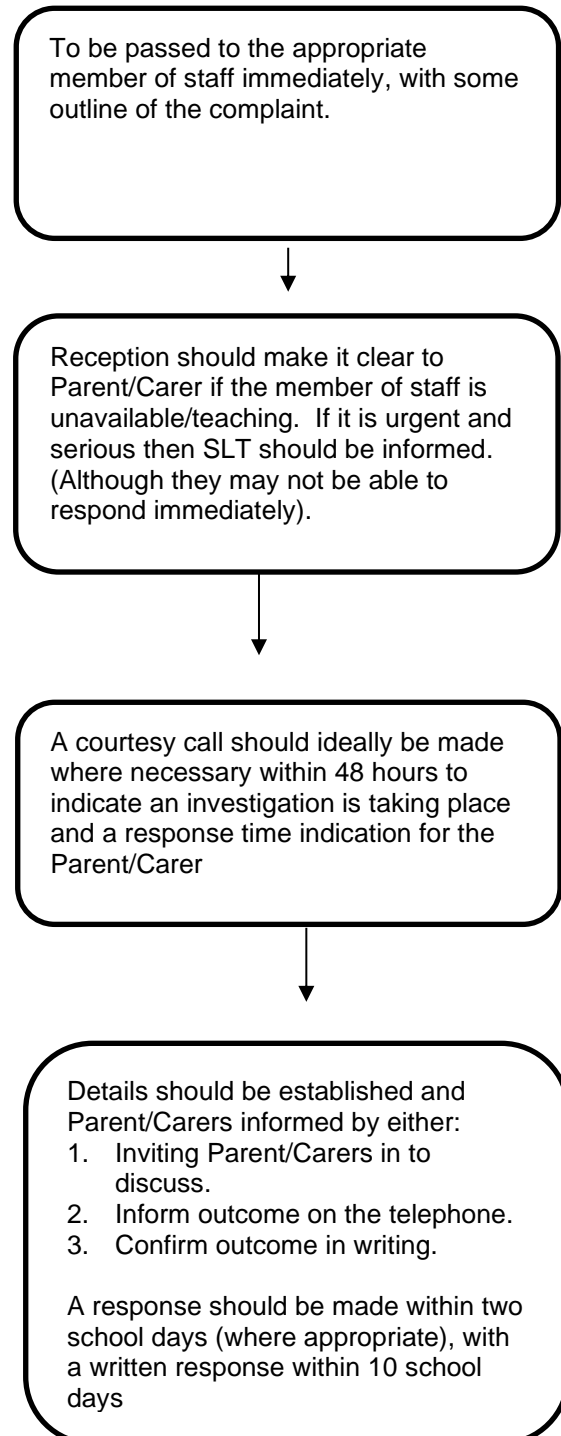 To be passed to the appropriate
member of staff immediately, with some
outline of the complaint.
Reception should make it clear to
Parent/Carer if the member of staff is
unavailable/teaching.  If it is urgent and
serious then SLT should be informed.
(Although they may not be able to
respond immediately).
A courtesy call should ideally be made
where necessary within 48 hours to
indicate an investigation is taking place
and a response time indication for the
Parent/Carer
Details should be established and
Parent/Carers informed by either:
1. Inviting Parent/Carers in to
discuss.
2. Inform outcome on the telephone.
3. Confirm outcome in writing.
A response should be made within two
school days (where appropriate), with
a written response within 10 school
days